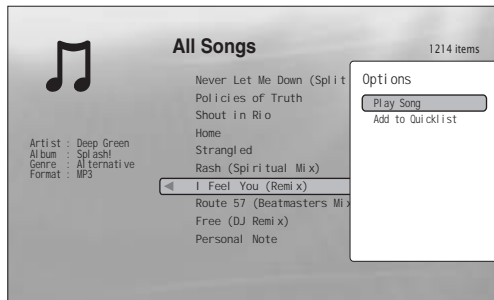 All Songs
1214 items
Never Let Me Down (Split
Policies of Truth
Shout in Rio
Home
Strangled
Rash (Spiritual Mix)
I Feel You (Remix)
Route 57 (Beatmasters Mix
Free (DJ Remix)
Personal Note
Artist : Deep Green
Album : Splash!
Genre : Alternative
Format : MP3
Options
Play Song
Add to Quicklist